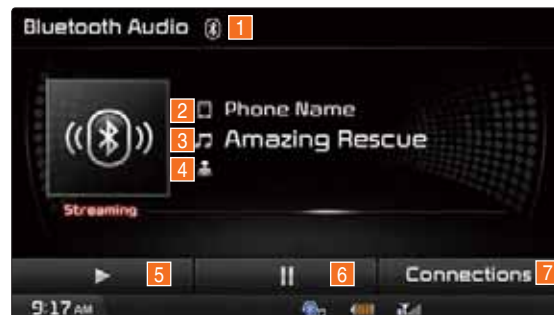 Bluetooth Audio 1
2 Phone Name
3 Amazing Rescue
4
Streaming
5 6 Connections 7
9:17 AM